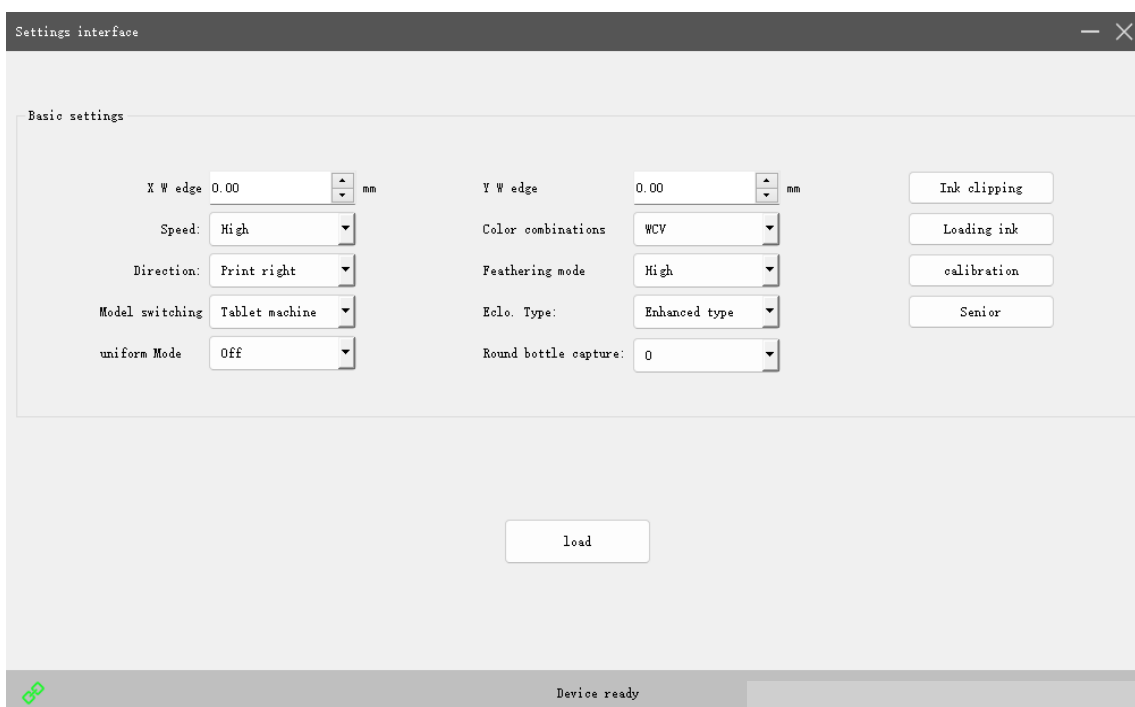 Settings interface
Basic settings
X W edge 0.00 mm Y W edge 0.00 mm Ink clipping
Speed: High Color combinations WCV Loading ink
Direction: Print right Feathering mode High calibration
Model switching Tablet machine Eclo. Type: Enhanced type Senior
uniform Mode Off Round bottle capture: 0
load
Device ready